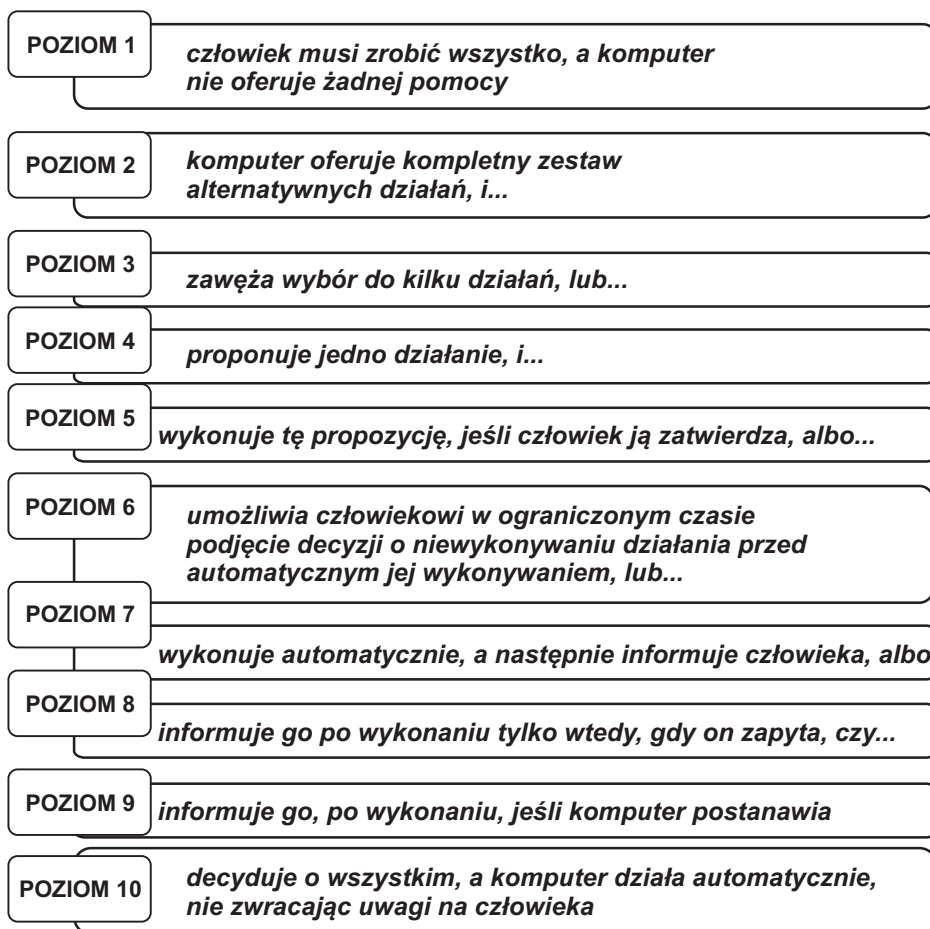 POZIOM 1
człowiek musi zrobić wszystko, a komputer
nie oferuje żadnej pomocy
POZIOM 2
komputer oferuje kompletny zestaw
alternatywnych działań, i...
POZIOM 3
zawęża wybór do kilku działań, lub...
POZIOM 4
proponuje jedno działanie, i...
POZIOM 5
wykonuje tę propozycję, jeśli człowiek ją zatwierdza, albo...
POZIOM 6
umożliwia człowiekowi w ograniczonym czasie
podjęcie decyzji o niewykonywaniu działania przed
automatycznym jej wykonywaniem, lub...
POZIOM 7
wykonuje automatycznie, a następnie informuje człowieka, albo
POZIOM 8
informuje go po wykonaniu tylko wtedy, gdy on zapyta, czy...
POZIOM 9
informuje go, po wykonaniu, jeśli komputer postanawia
POZIOM 10
decyduje o wszystkim, a komputer działa automatycznie,
nie zwracając uwagi na człowieka